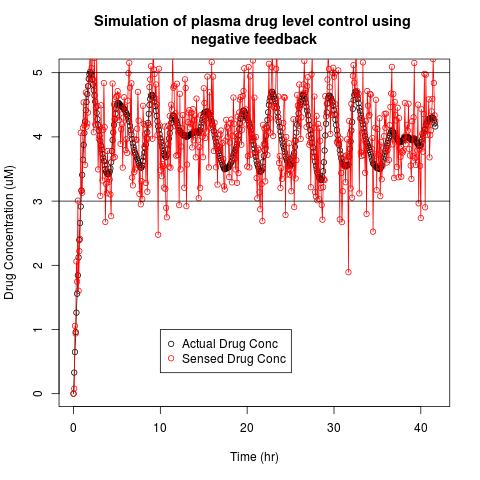 Simulation of plasma drug level control using
negative feedback
Drug Concentration (uM)
5
4
3
2
1
0
Actual Drug Conc
Sensed Drug Conc
0 10 20 30 40
Time (hr)